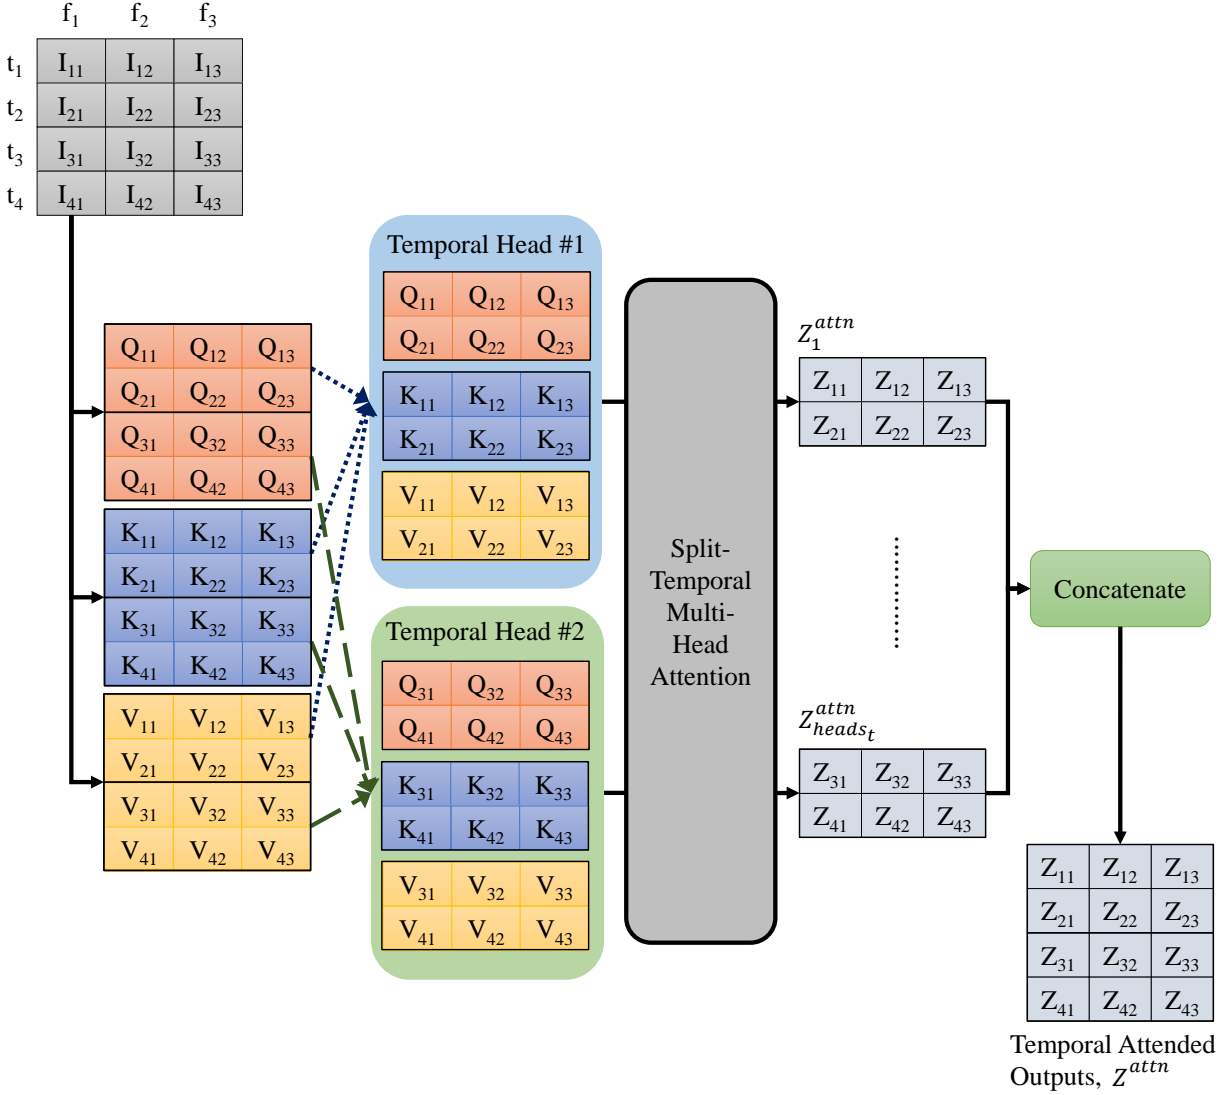 f₁ f₂ f₃
t₁ I₁₁ I₁₂ I₁₃
t₂ I₂₁ I₂₂ I₂₃
t₃ I₃₁ I₃₂ I₃₃
t₄ I₄₁ I₄₂ I₄₃
Q₁₁ Q₁₂ Q₁₃
Q₂₁ Q₂₂ Q₂₃
Q₃₁ Q₃₂ Q₃₃
Q₄₁ Q₄₂ Q₄₃
K₁₁ K₁₂ K₁₃
K₂₁ K₂₂ K₂₃
K₃₁ K₃₂ K₃₃
K₄₁ K₄₂ K₄₃
V₁₁ V₁₂ V₁₃
V₂₁ V₂₂ V₂₃
V₃₁ V₃₂ V₃₃
V₄₁ V₄₂ V₄₃
Temporal Head #1
Q₁₁ Q₁₂ Q₁₃
Q₂₁ Q₂₂ Q₂₃
K₁₁ K₁₂ K₁₃
K₂₁ K₂₂ K₂₃
V₁₁ V₁₂ V₁₃
V₂₁ V₂₂ V₂₃
Temporal Head #2
Q₃₁ Q₃₂ Q₃₃
Q₄₁ Q₄₂ Q₄₃
K₃₁ K₃₂ K₃₃
K₄₁ K₄₂ K₄₃
V₃₁ V₃₂ V₃₃
V₄₁ V₄₂ V₄₃
Split-
Temporal
Multi-
Head
Attention
Z_1^{attn}
Z₁₁ Z₁₂ Z₁₃
Z₂₁ Z₂₂ Z₂₃
Z_{heads_t}^{attn}
Z₃₁ Z₃₂ Z₃₃
Z₄₁ Z₄₂ Z₄₃
Concatenate
Z₁₁ Z₁₂ Z₁₃
Z₂₁ Z₂₂ Z₂₃
Z₃₁ Z₃₂ Z₃₃
Z₄₁ Z₄₂ Z₄₃
Temporal Attended
Outputs, Z^{attn}